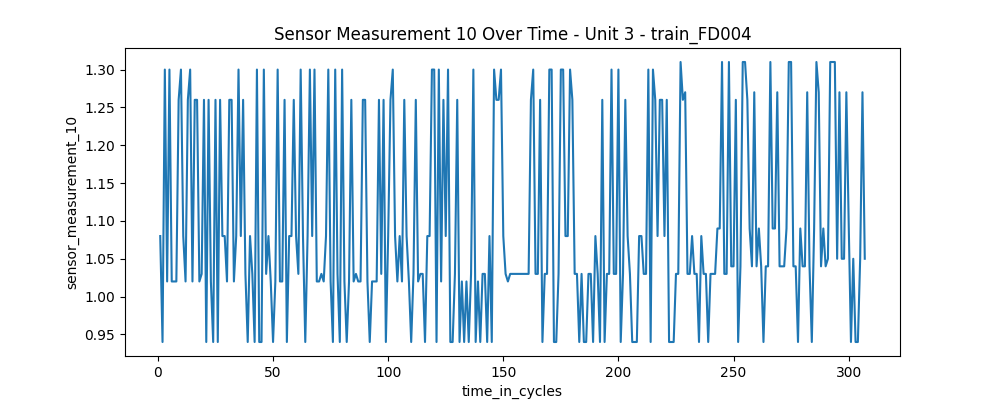 Sensor Measurement 10 Over Time - Unit 3 - train_FD004
sensor_measurement_10
1.30
1.25
1.20
1.15
1.10
1.05
1.00
0.95
0 50 100 150 200 250 300
time_in_cycles